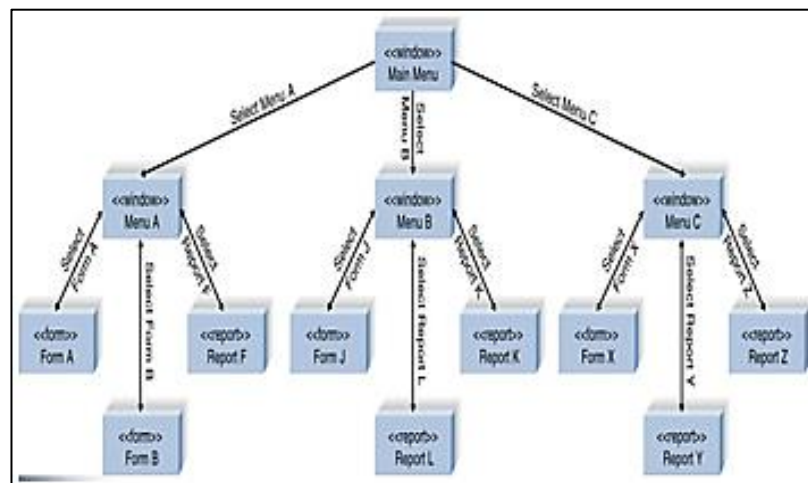 <<window>>
Main Menu
Select Menu A
Select
Menu B
Select Menu C
<<window>>
Menu A
<<window>>
Menu B
<<window>>
Menu C
Select
Form A
Select Form B
Select
Report F
Select
Form J
Select Report L
Select
Report K
Select
Form X
Select Report Y
Select
Report Z
<<form>>
Form A
<<report>>
Report F
<<form>>
Form J
<<report>>
Report K
<<form>>
Form X
<<report>>
Report Z
<<form>>
Form B
<<report>>
Report L
<<report>>
Report Y